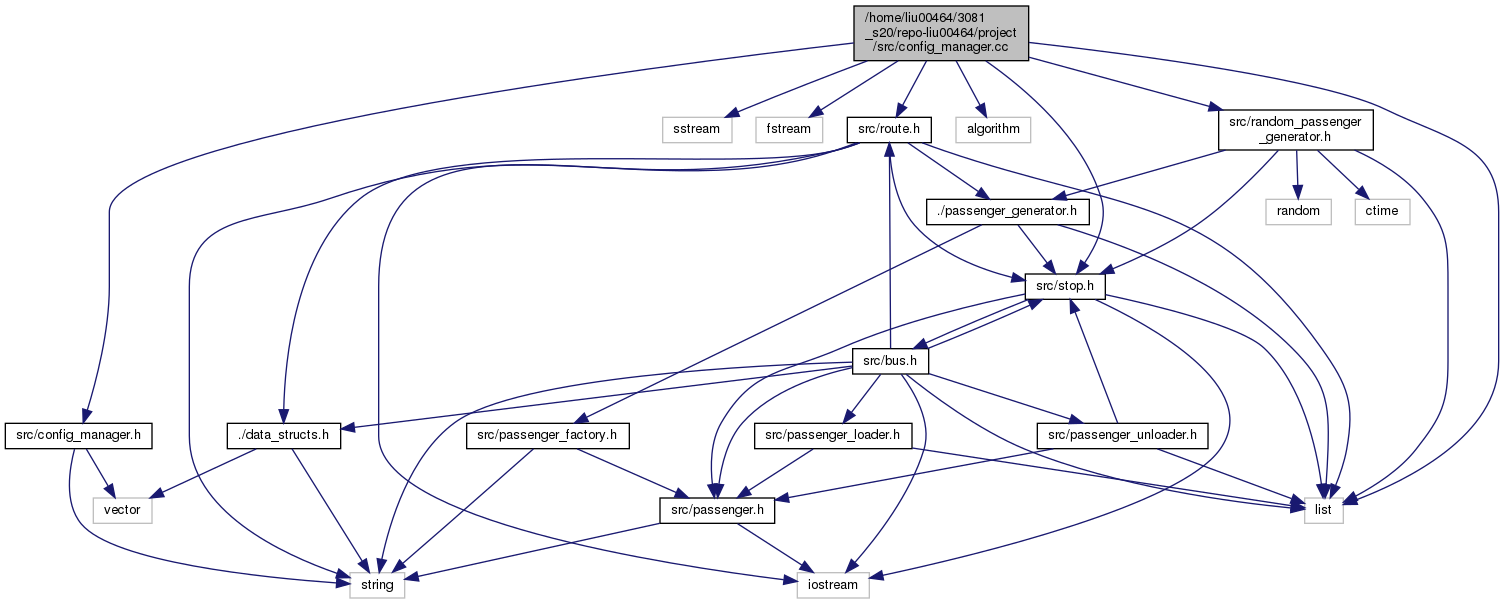 /home/liu00464/3081
_s20/repo-liu00464/project
/src/config_manager.cc
src/random_passenger
_generator.h
sstream
fstream
src/route.h
algorithm
./passenger_generator.h
random
ctime
src/stop.h
src/bus.h
src/config_manager.h
./data_structs.h
src/passenger_factory.h
src/passenger_loader.h
src/passenger_unloader.h
vector
src/passenger.h
list
string
iostream